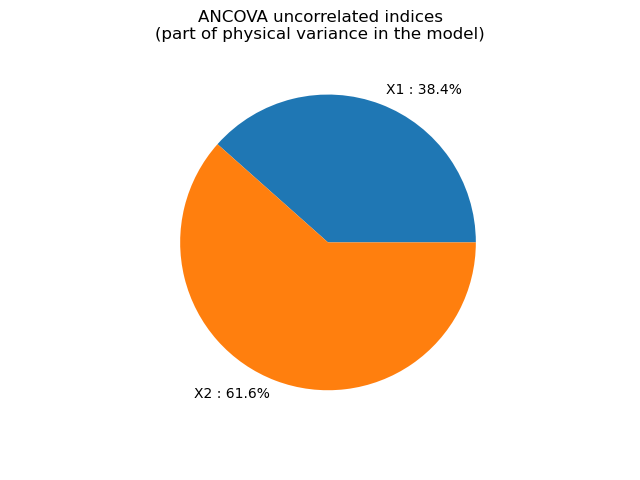 ANCOVA uncorrelated indices
(part of physical variance in the model)
X1 : 38.4%
X2 : 61.6%